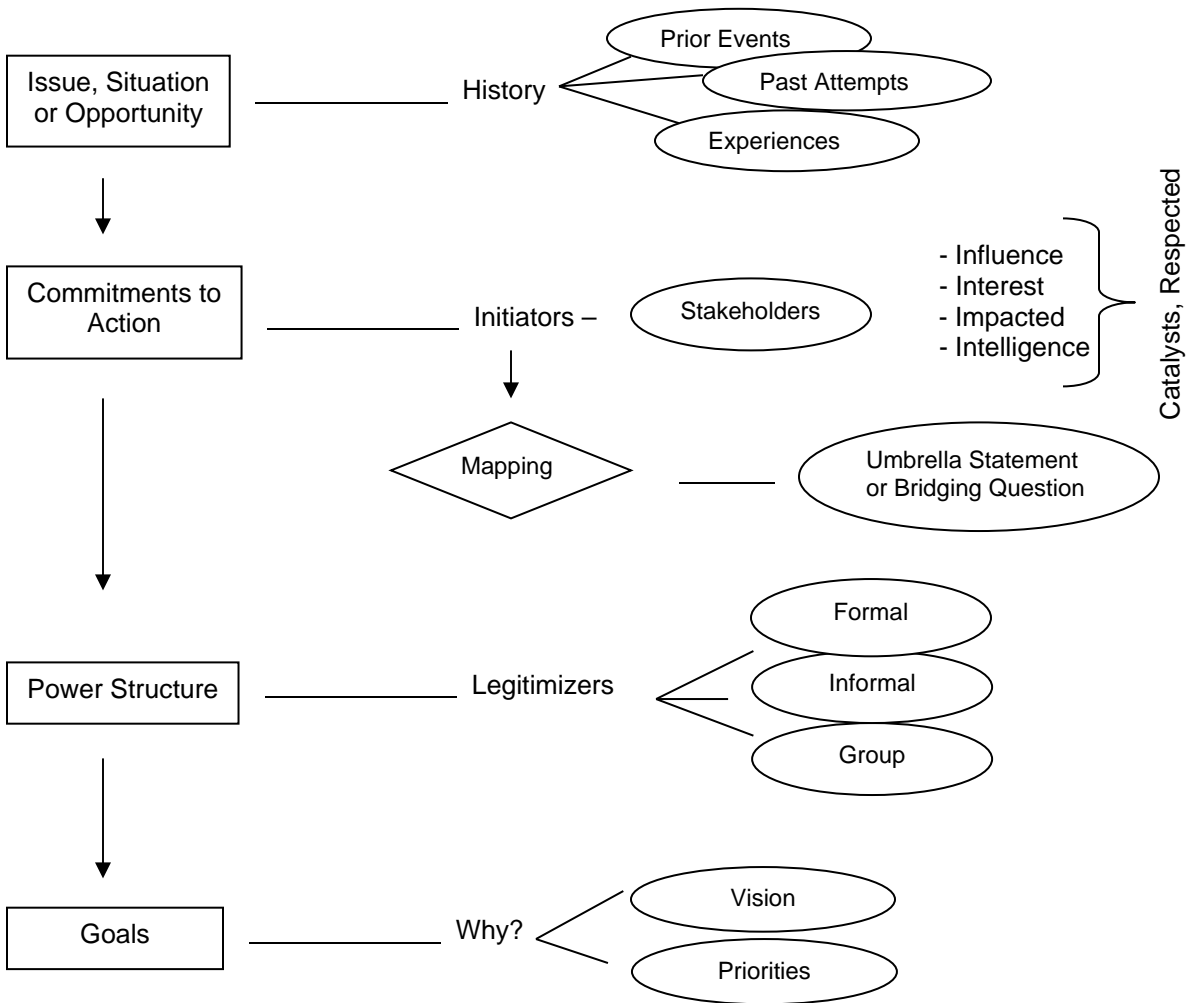 Issue, Situation
or Opportunity
History
Prior Events
Past Attempts
Experiences
Commitments to
Action
Initiators –
Stakeholders
- Influence
- Interest
- Impacted
- Intelligence
Catalysts, Respected
Mapping
Umbrella Statement
or Bridging Question
Power Structure
Legitimizers
Formal
Informal
Group
Goals
Why?
Vision
Priorities